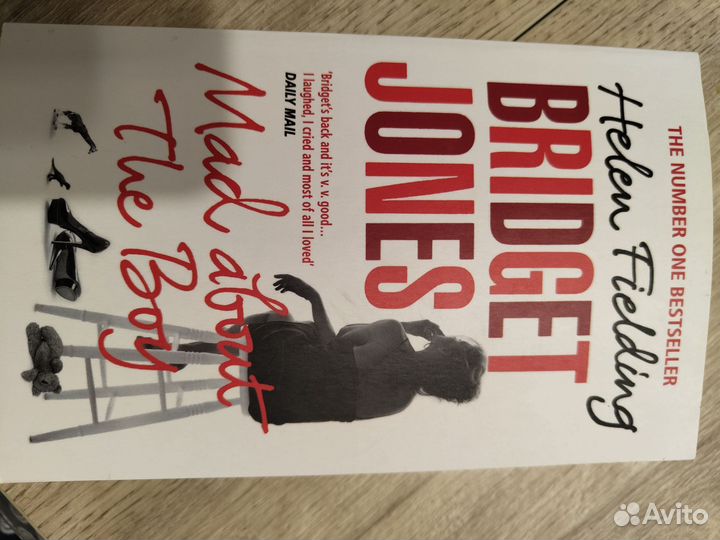 THE NUMBER ONE BESTSELLER
Helen Fielding
BRIDGET
JONES
'Bridget's back and it's v. v. good...
I laughed, I cried and most of all I loved'
DAILY MAIL
Mad about
The Boy
Avito